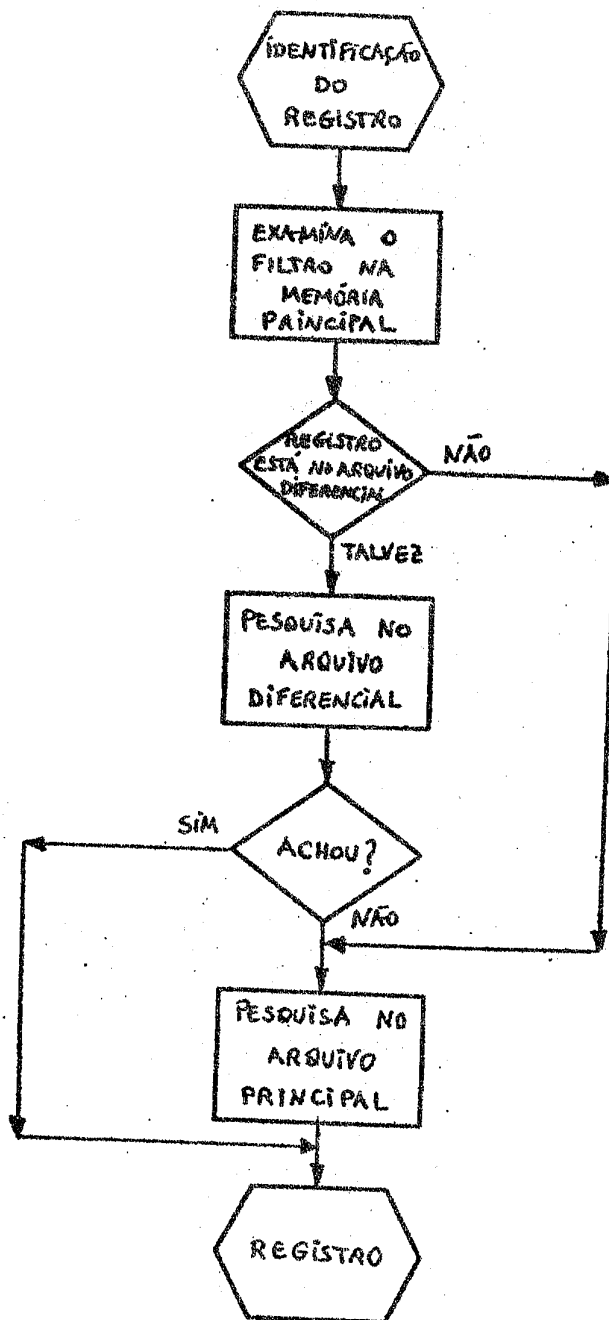 IDENTIFICAÇÃO
DO
REGISTRO
EXAMINA O
FILTRO NA
MEMÓRIA
PRINCIPAL
REGISTRO
ESTÁ NO ARQUIVO
DIFERENCIAL
NÃO
TALVEZ
PESQUISA NO
ARQUIVO
DIFERENCIAL
SIM
ACHOU?
NÃO
PESQUISA NO
ARQUIVO
PRINCIPAL
REGISTRO